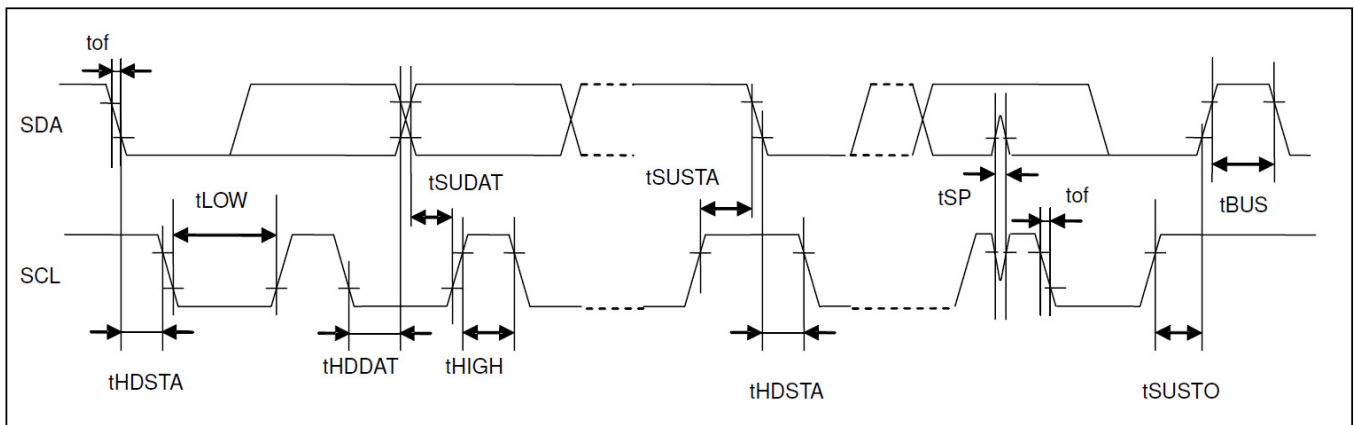 tof
SDA
tSUDAT
tSUSTA
tSP
tof
tBUS
tLOW
SCL
tHDSTA
tHDDAT
tHIGH
tHDSTA
tSUSTO